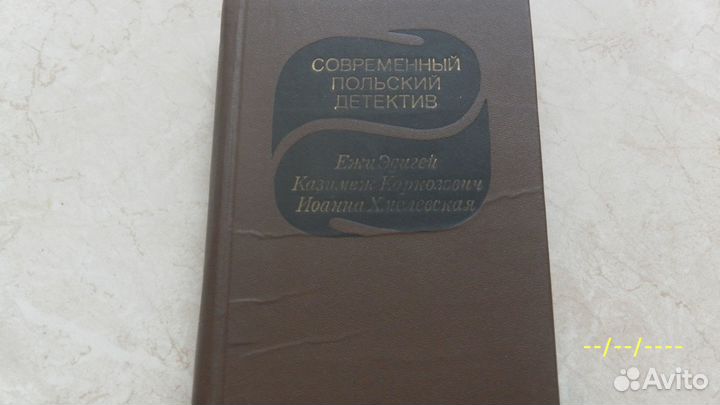 СОВРЕМЕННЫЙ
ПОЛЬСКИЙ
ДЕТЕКТИВ
Ежи Эдигей
Казимеж Коркозович
Иоанна Хмелевская
--/--/----
Avito